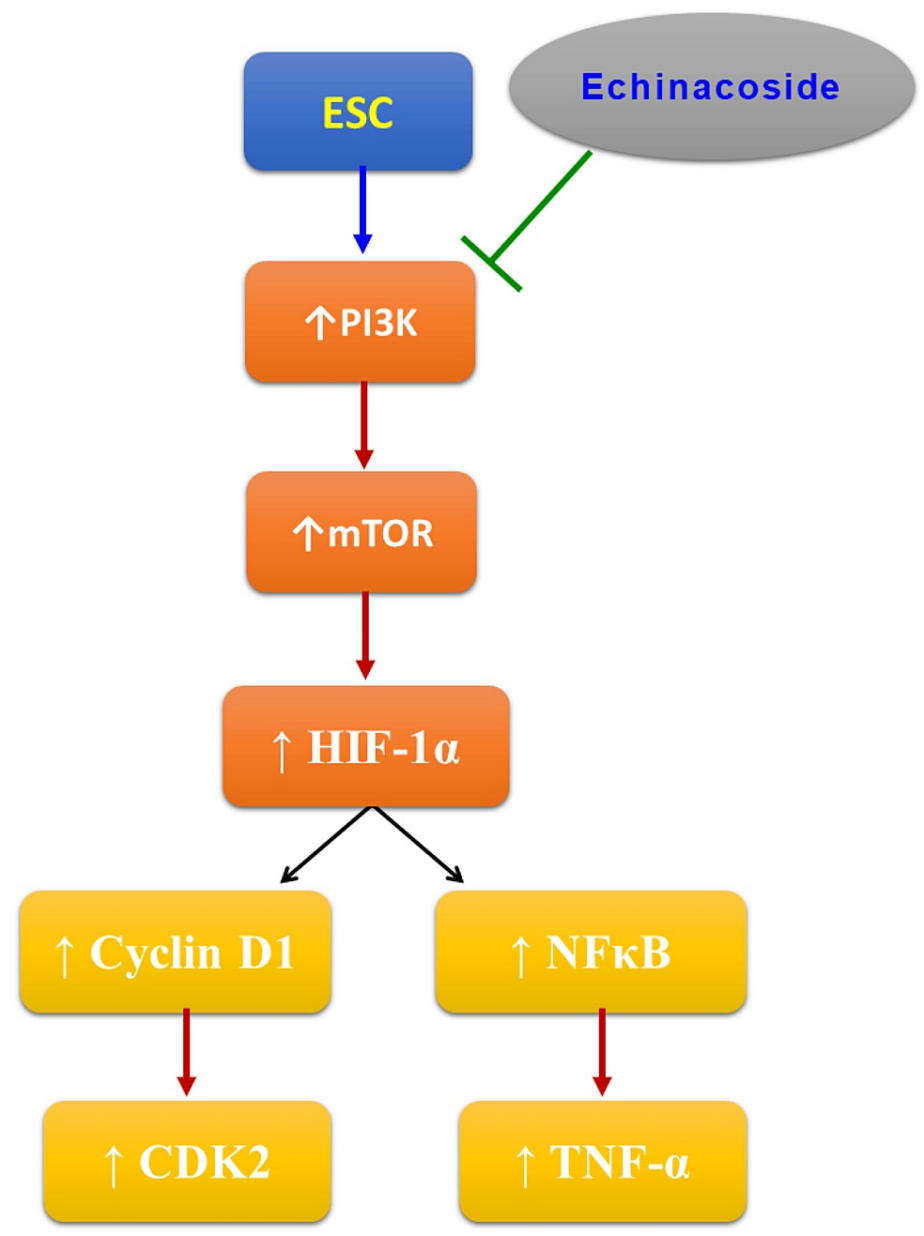 ESC
Echinacoside
↑PI3K
↑mTOR
↑ HIF-1α
↑ Cyclin D1
↑ NFκB
↑ CDK2
↑ TNF-α